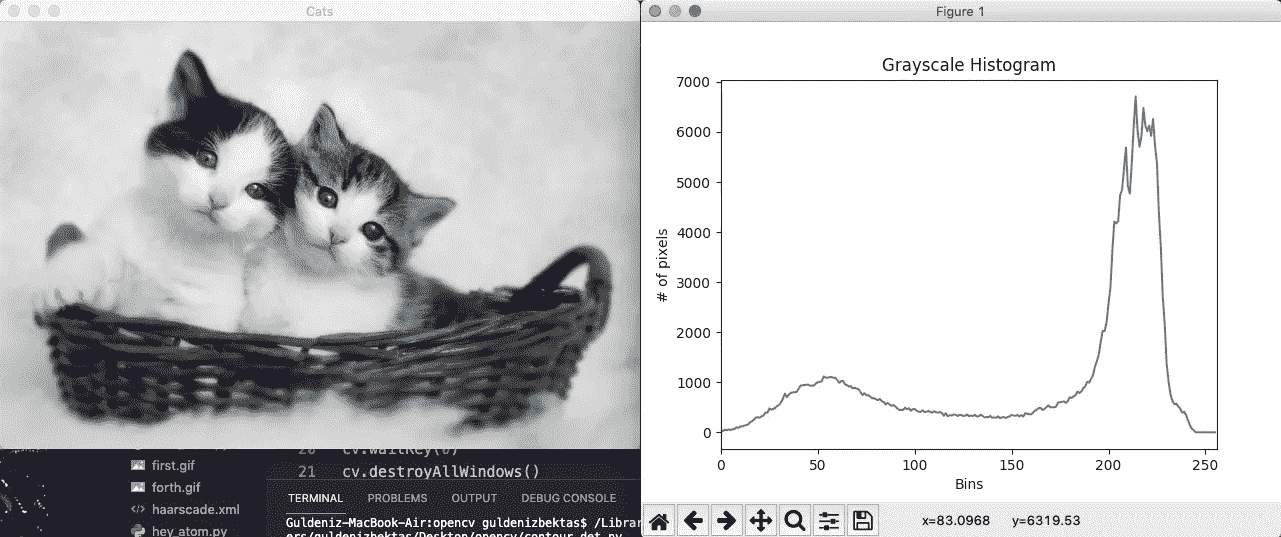 Cats
Figure 1
Grayscale Histogram
7000
6000
5000
4000
3000
2000
1000
0
# of pixels
0 50 100 150 200 250
Bins
x=83.0968 y=6319.53
first.gif
forth.gif
haarscade.xml
hey_atom.py
20 cv.waitKey(0)
21 cv.destroyAllWindows()
TERMINAL PROBLEMS OUTPUT DEBUG CONSOLE
Guldeniz-MacBook-Air:opencv guldenizbektas$ /Librar
ers/guldenizbektas/Desktop/opencv/contour_det.py